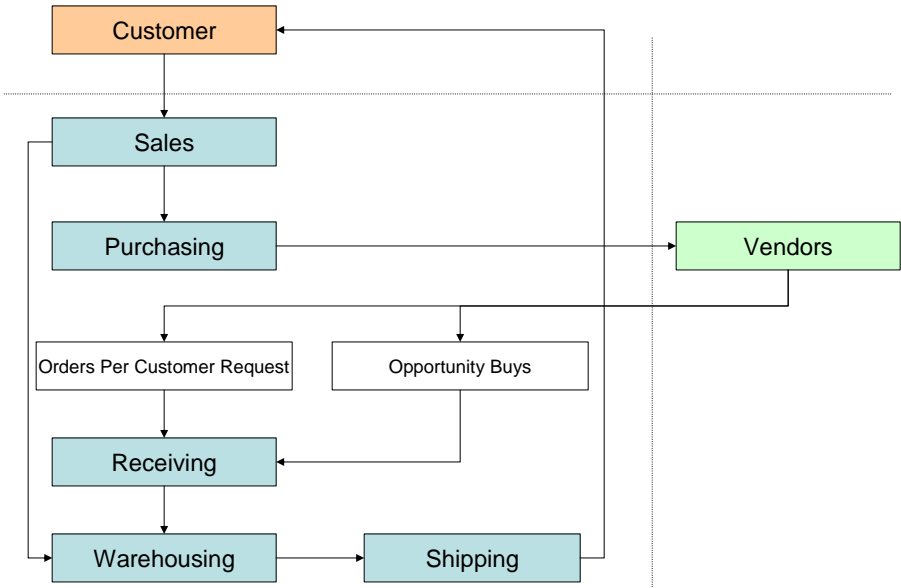 Customer
Sales
Purchasing
Vendors
Orders Per Customer Request
Opportunity Buys
Receiving
Warehousing
Shipping